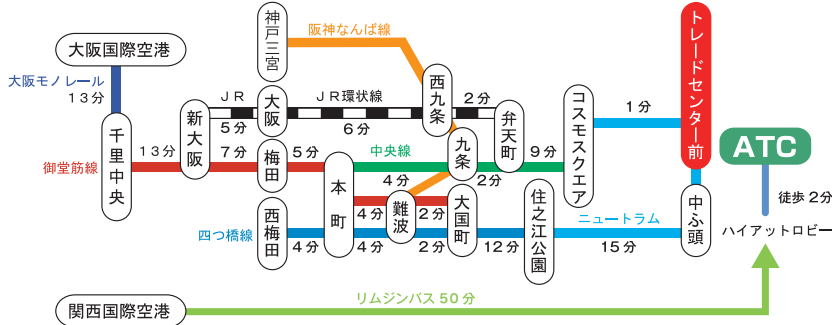 神戸三宮
阪神なんば線
トレードセンター前
大阪国際空港
大阪モノレール
13分
JR
5分
大阪
JR環状線
6分
西九条
2分
弁天町
コスモスクエア
1分
ATC
千里中央
新大阪
13分
7分
梅田
5分
中央線
九条
9分
御堂筋線
本町
4分
2分
4分
難波
2分
大国町
住之江公園
中ふ頭
徒歩2分
ハイアットロビー
四つ橋線
西梅田
4分
4分
2分
12分
ニュートラム
15分
リムジンバス50分
関西国際空港